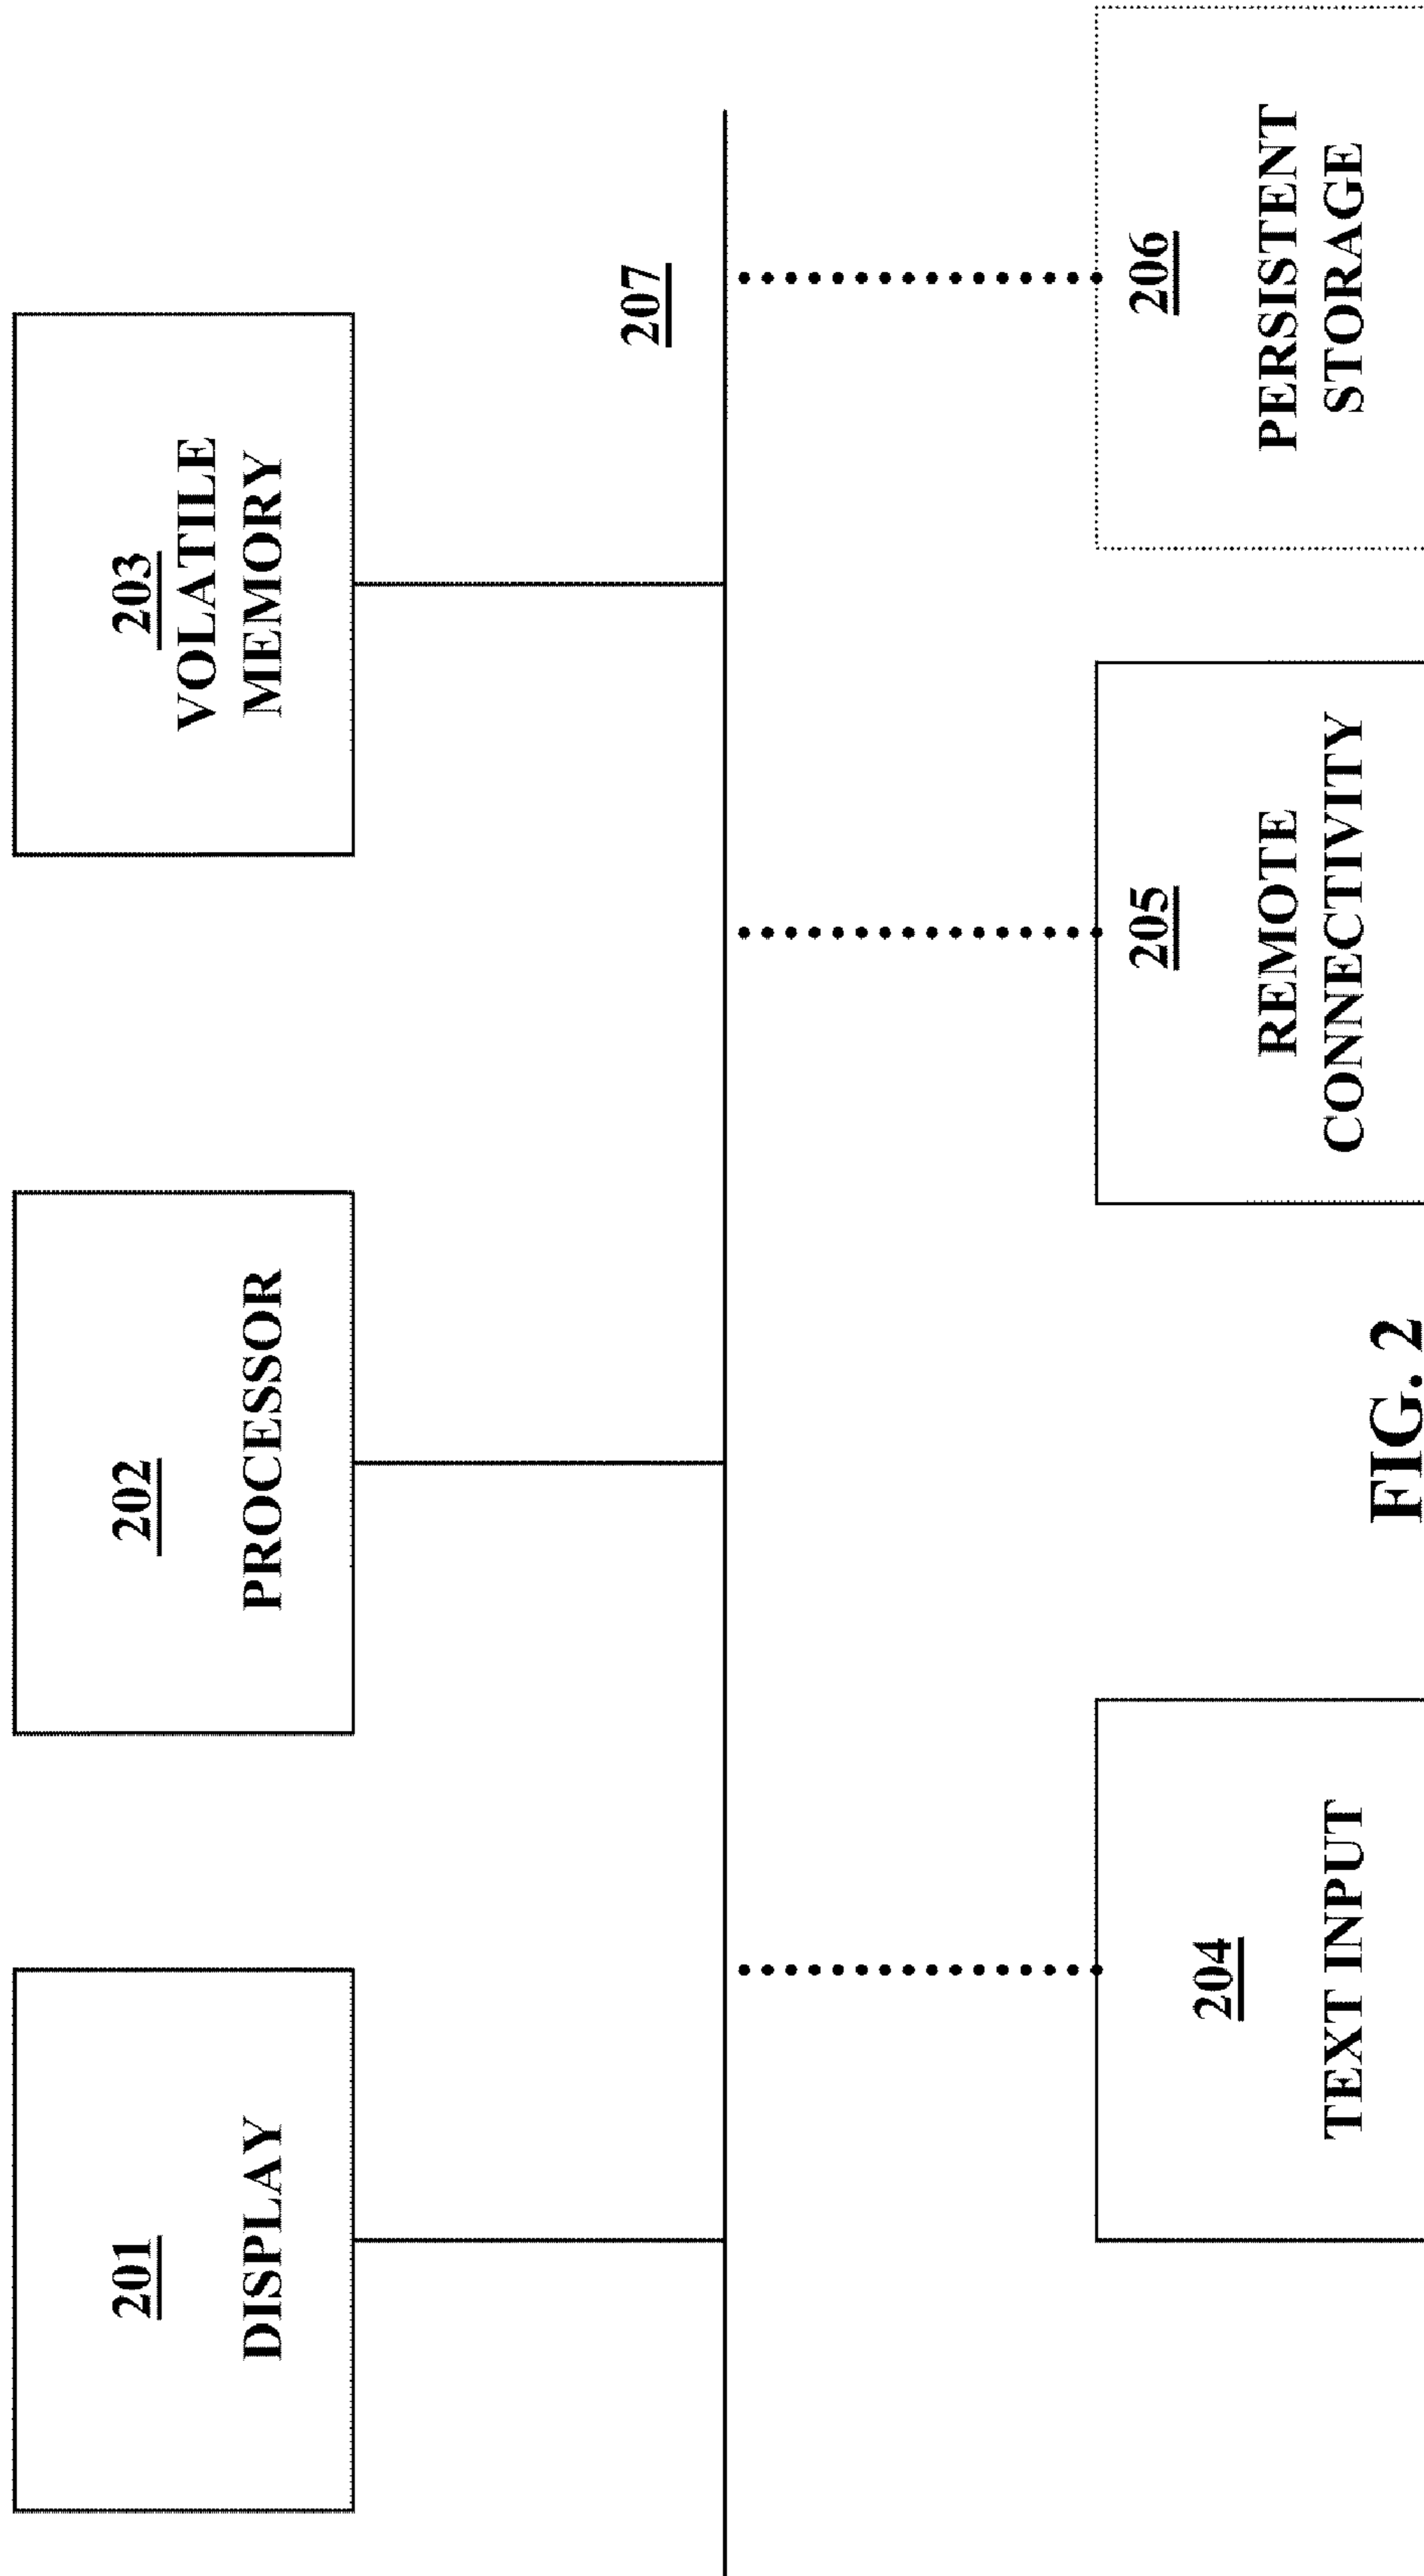 201
DISPLAY
202
PROCESSOR
203
VOLATILE
MEMORY
207
204
TEXT INPUT
205
REMOTE
CONNECTIVITY
206
PERSISTENT
STORAGE
FIG. 2